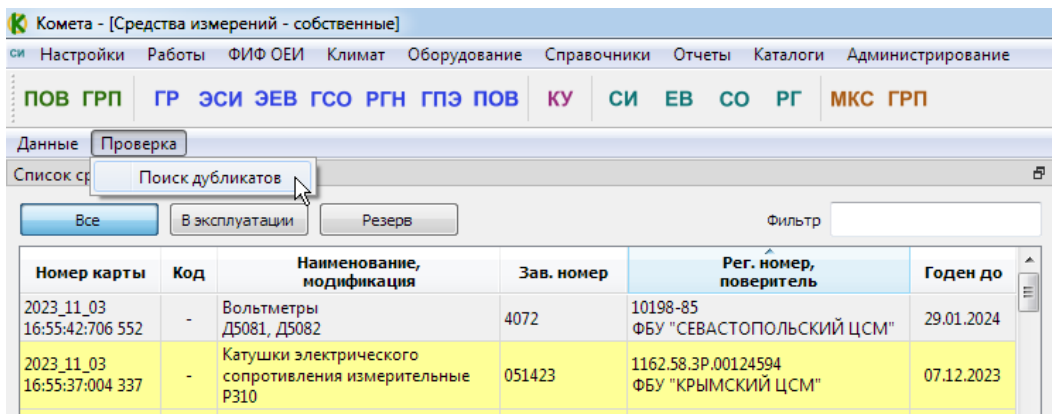 Комета - [Средства измерений - собственные]
СИ Настройки Работы ФИФ ОЕИ Климат Оборудование Справочники Отчеты Каталоги Администрирование
ПОВ ГРП ГР ЭСИ ЭЕВ ГСО РГН ГПЭ ПОВ КУ СИ ЕВ СО РГ МКС ГРП
Данные Проверка
Список ср
Поиск дубликатов
Все В эксплуатации Резерв Фильтр
Номер карты Код Наименование, модификация Зав. номер Рег. номер, поверитель Годен до
2023_11_03 16:55:42:706 552 - Вольтметры Д5081, Д5082 4072 10198-85 ФБУ "СЕВАСТОПОЛЬСКИЙ ЦСМ" 29.01.2024
2023_11_03 16:55:37:004 337 - Катушки электрического сопротивления измерительные Р310 051423 1162.58.3Р.00124594 ФБУ "КРЫМСКИЙ ЦСМ" 07.12.2023